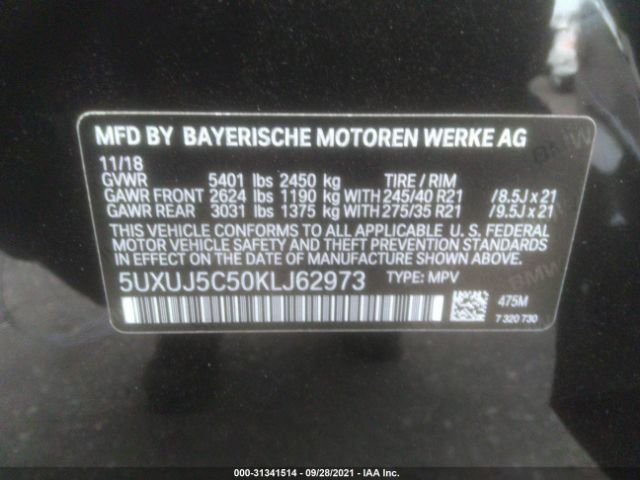 MFD BY BAYERISCHE MOTOREN WERKE AG
11/18
GVWR 5401 lbs 2450 kg TIRE / RIM
GAWR FRONT 2624 lbs 1190 kg WITH 245/40 R21 / 8.5J x 21
GAWR REAR 3031 lbs 1375 kg WITH 275/35 R21 / 9.5J x 21
THIS VEHICLE CONFORMS TO ALL APPLICABLE U. S. FEDERAL
MOTOR VEHICLE SAFETY AND THEFT PREVENTION STANDARDS
IN EFFECT ON THE DATE OF MANUFACTURE SHOWN ABOVE.
5UXUJ5C50KLJ62973 TYPE: MPV
475M
7 320 730
BMW
BMW
000-31341514 - 09/28/2021 - IAA Inc.